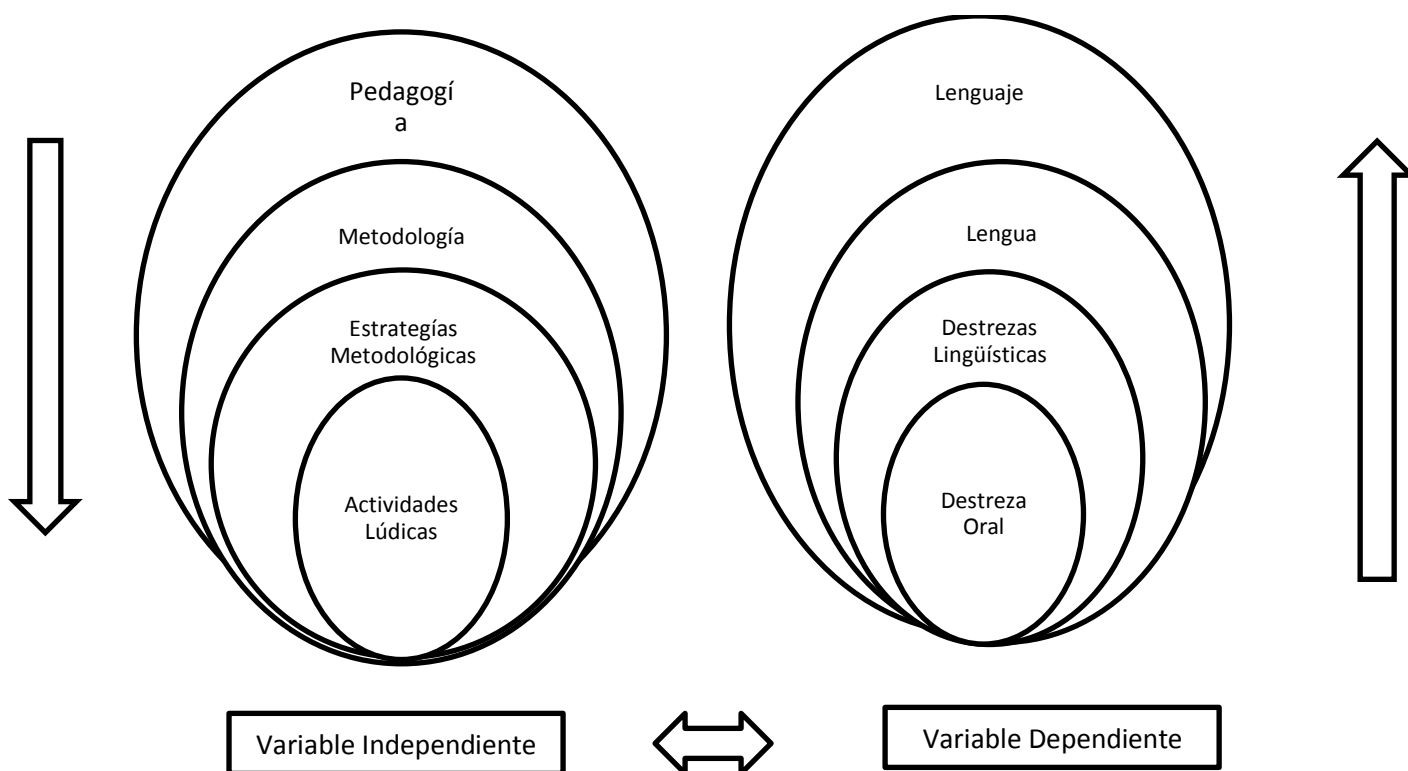 Pedagogí
a
Metodología
Estrategías
Metodológicas
Actividades
Lúdicas
Variable Independiente
Lenguaje
Lengua
Destrezas
Lingüísticas
Destreza
Oral
Variable Dependiente